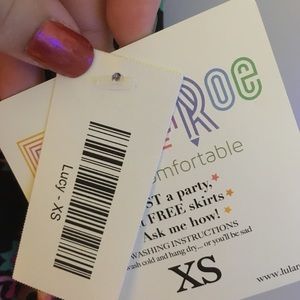 Roe
Lucy - XS
mfortable
ST a party,
FREE skirts
Ask me how!
WASHING INSTRUCTIONS
wash cold and hang dry... or you'll be sad
XS
www.lular